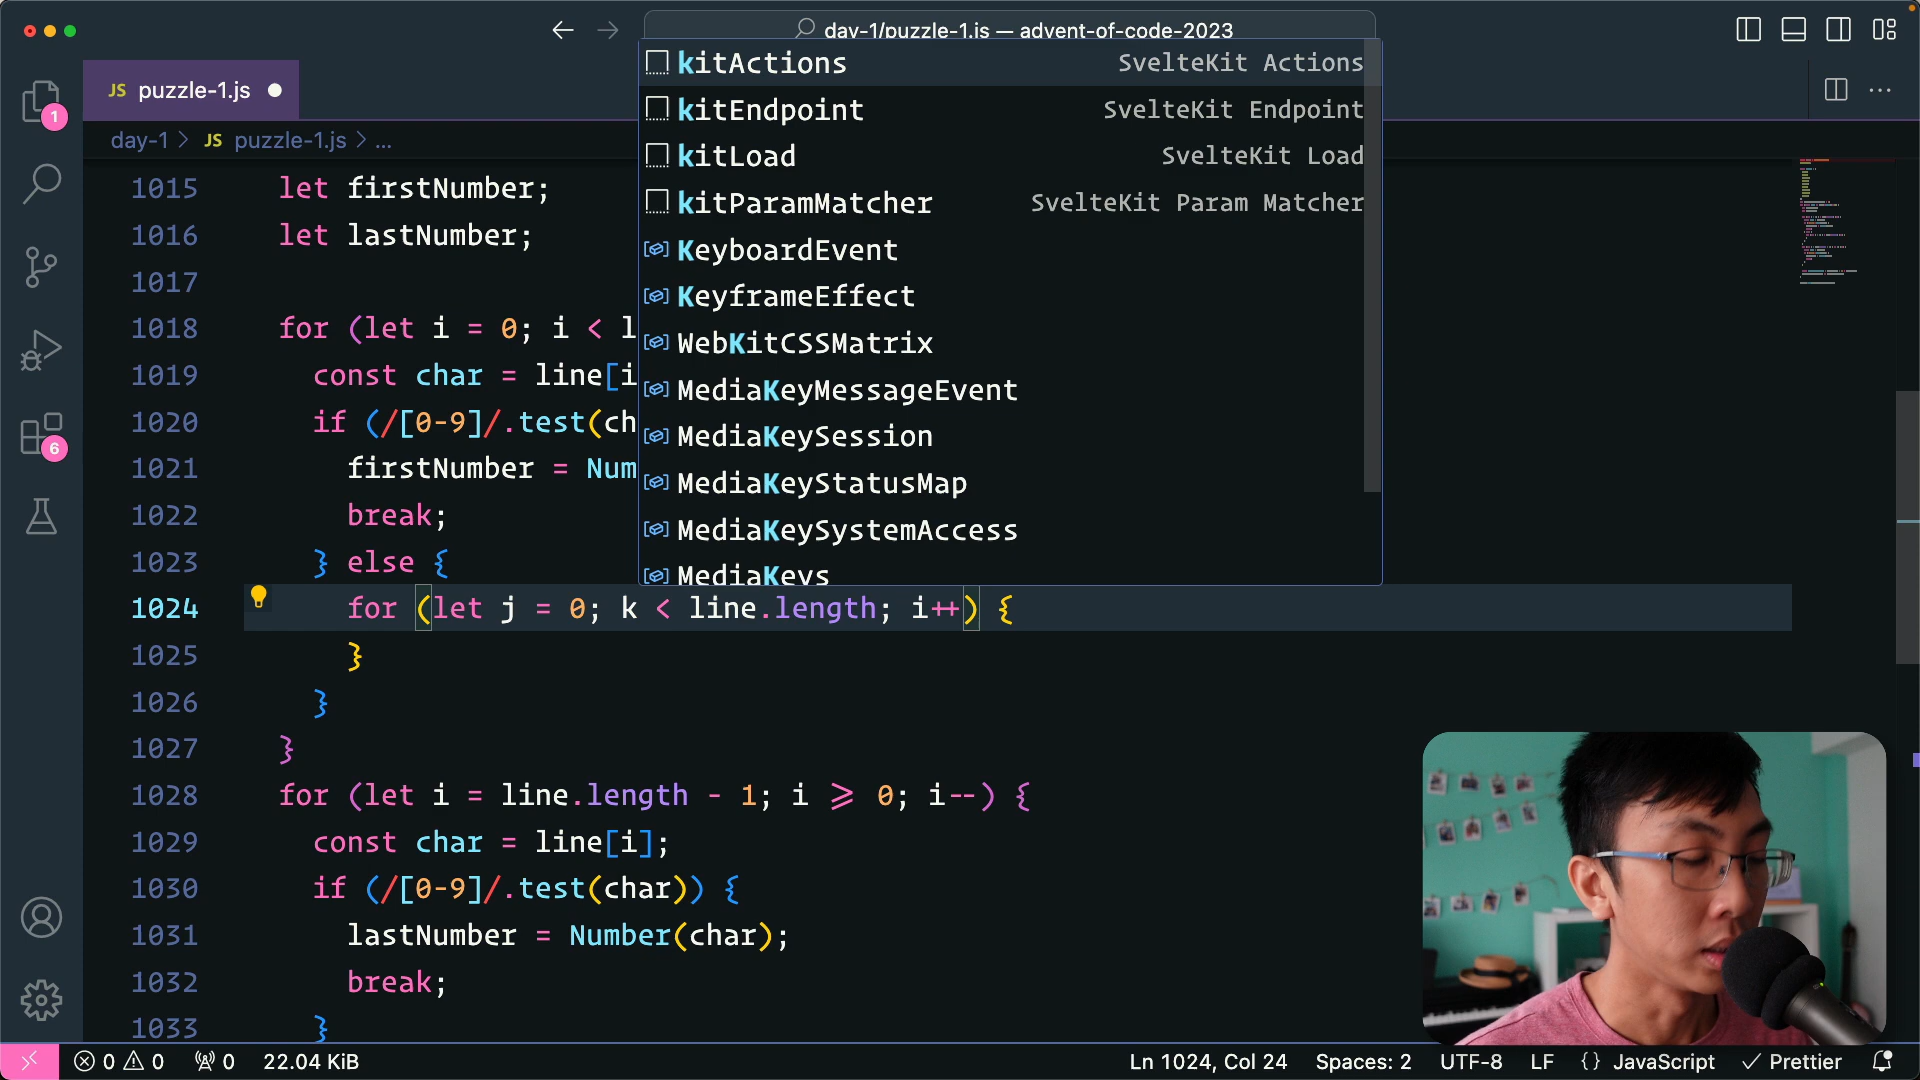 day-1/puzzle-1.js — advent-of-code-2023
JS puzzle-1.js
day-1 > JS puzzle-1.js > ...
kitActions SvelteKit Actions
kitEndpoint SvelteKit Endpoint
kitLoad SvelteKit Load
kitParamMatcher SvelteKit Param Matcher
KeyboardEvent
KeyframeEffect
WebKitCSSMatrix
MediaKeyMessageEvent
MediaKeySession
MediaKeyStatusMap
MediaKeySystemAccess
MediaKeys
1
6
1015 let firstNumber;
1016 let lastNumber;
1017
1018 for (let i = 0; i < l
1019 const char = line[i
1020 if (/[0-9]/.test(ch
1021 firstNumber = Num
1022 break;
1023 } else {
1024 for (let j = 0; k < line.length; i++) {
1025 }
1026 }
1027 }
1028 for (let i = line.length - 1; i >= 0; i--) {
1029 const char = line[i];
1030 if (/[0-9]/.test(char)) {
1031 lastNumber = Number(char);
1032 break;
1033 }
0 0 0 22.04 KiB Ln 1024, Col 24 Spaces: 2 UTF-8 LF {} JavaScript ✓ Prettier